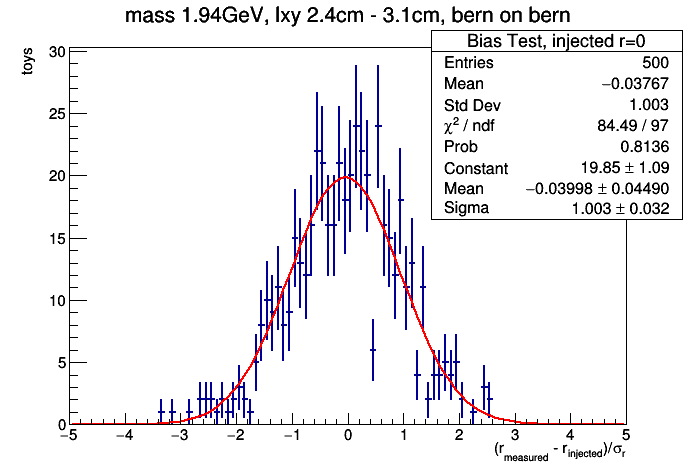 mass 1.94GeV, lxy 2.4cm - 3.1cm, bern on bern
toys
Bias Test, injected r=0
Entries 500
Mean −0.03767
Std Dev 1.003
χ² / ndf 84.49 / 97
Prob 0.8136
Constant 19.85 ± 1.09
Mean −0.03998 ± 0.04490
Sigma 1.003 ± 0.032
30
25
20
15
10
5
0
−5 −4 −3 −2 −1 0 1 2 3 4 5
(r_measured - r_injected)/σ_r